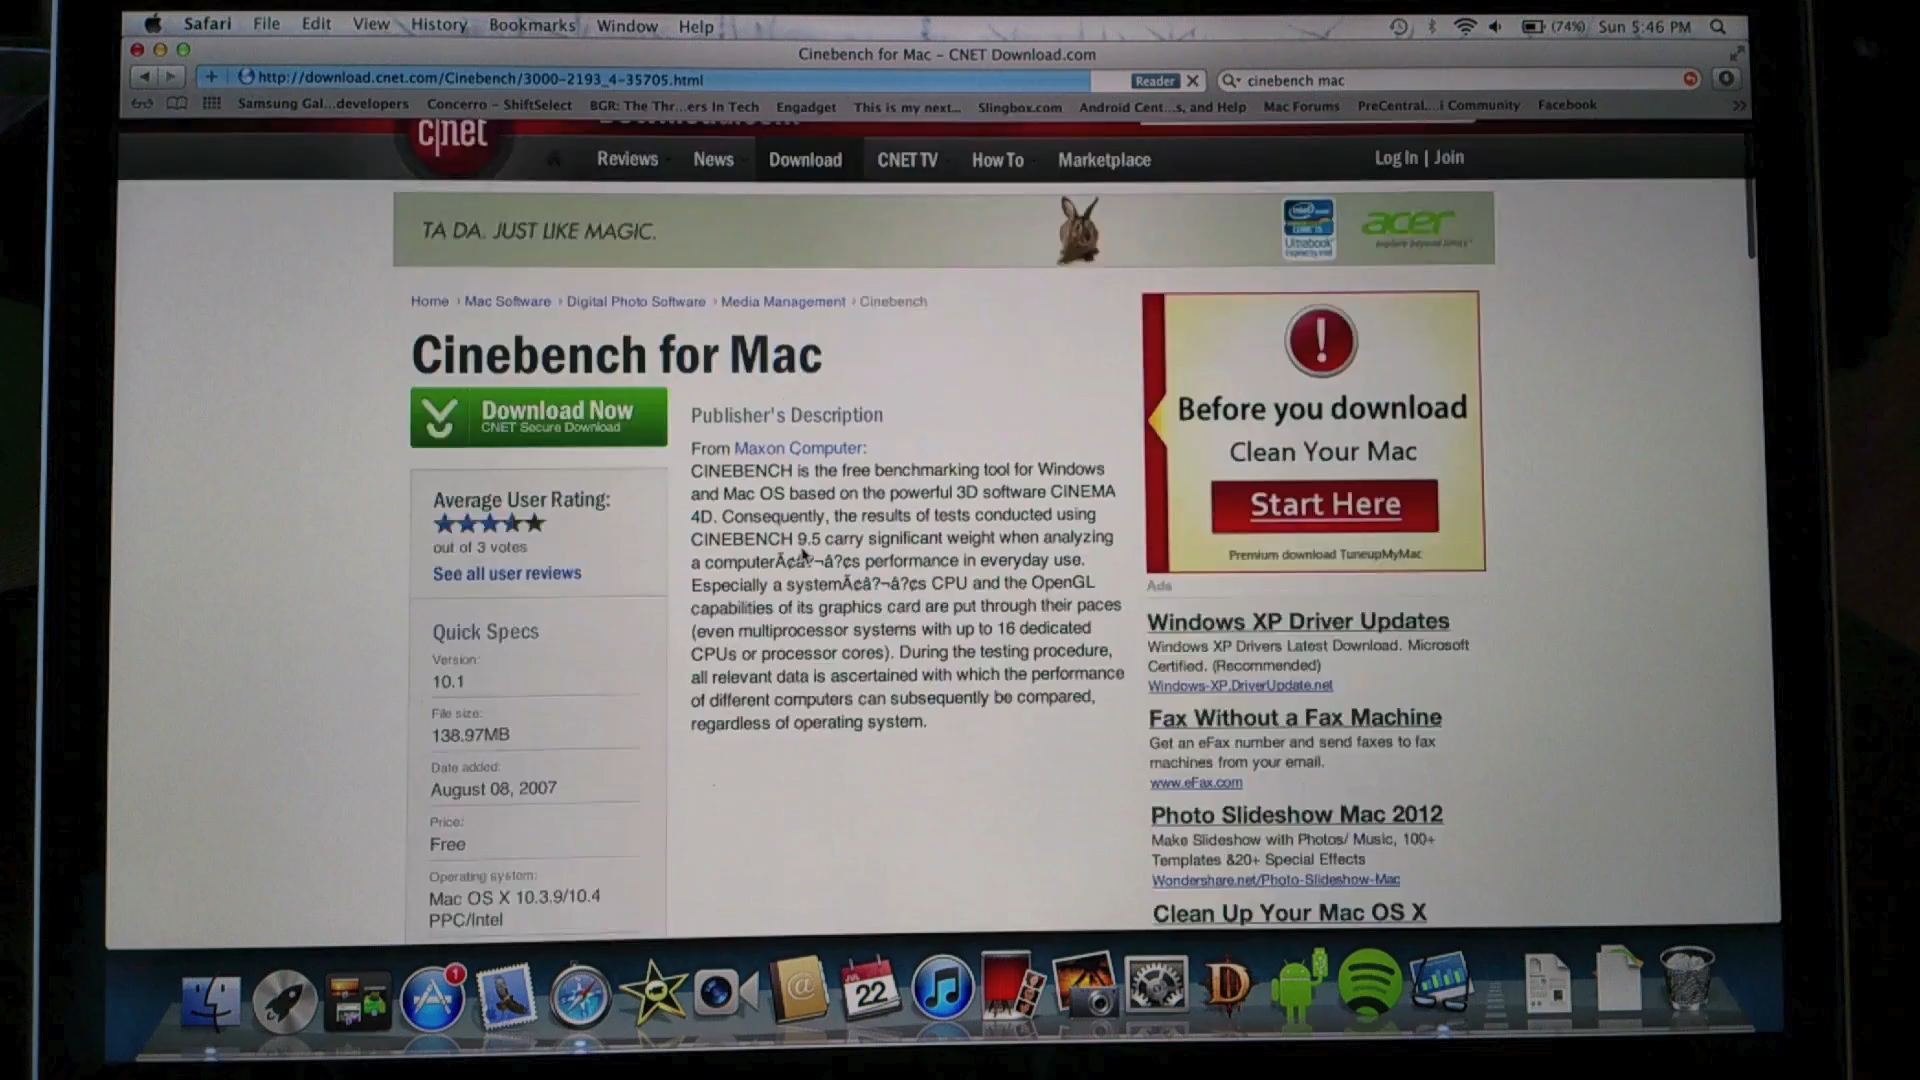 Safari File Edit View History Bookmarks Window Help (74%) Sun 5:46 PM
Cinebench for Mac – CNET Download.com
http://download.cnet.com/Cinebench/3000-2193_4-35705.html Reader cinebench mac
Samsung Gal...developers Concerro – ShiftSelect BGR: The Thr...ers In Tech Engadget This is my next... Slingbox.com Android Cent...s, and Help Mac Forums PreCentral....i Community Facebook
c|net
Reviews News Download CNET TV How To Marketplace Log In | Join
TA DA. JUST LIKE MAGIC.
Ultrabook
acer
Home › Mac Software › Digital Photo Software › Media Management › Cinebench
Cinebench for Mac
Download Now
CNET Secure Download
Average User Rating:
out of 3 votes
See all user reviews
Quick Specs
Version:
10.1
File size:
138.97MB
Date added:
August 08, 2007
Price:
Free
Operating system:
Mac OS X 10.3.9/10.4
PPC/Intel
Publisher's Description
From Maxon Computer:
CINEBENCH is the free benchmarking tool for Windows
and Mac OS based on the powerful 3D software CINEMA
4D. Consequently, the results of tests conducted using
CINEBENCH 9.5 carry significant weight when analyzing
a computerÃ¢â?¬â?¢s performance in everyday use.
Especially a systemÃ¢â?¬â?¢s CPU and the OpenGL
capabilities of its graphics card are put through their paces
(even multiprocessor systems with up to 16 dedicated
CPUs or processor cores). During the testing procedure,
all relevant data is ascertained with which the performance
of different computers can subsequently be compared,
regardless of operating system.
!
Before you download
Clean Your Mac
Start Here
Premium download TuneupMyMac
Ads
Windows XP Driver Updates
Windows XP Drivers Latest Download. Microsoft
Certified. (Recommended)
Windows-XP.DriverUpdate.net
Fax Without a Fax Machine
Get an eFax number and send faxes to fax
machines from your email.
www.eFax.com
Photo Slideshow Mac 2012
Make Slideshow with Photos/ Music, 100+
Templates &20+ Special Effects
Wondershare.net/Photo-Slideshow-Mac
Clean Up Your Mac OS X
1
JUL
22